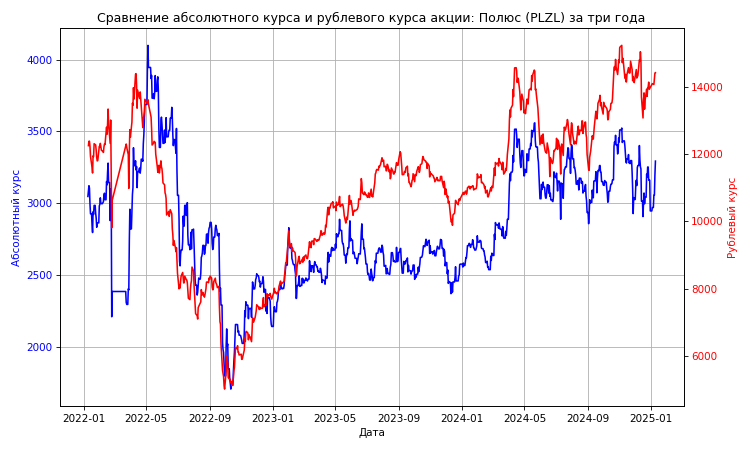 Сравнение абсолютного курса и рублевого курса акции: Полюс (PLZL) за три года
Абсолютный курс
4000
3500
3000
2500
2000
14000
12000
10000
8000
6000
Рублевый курс
2022-01 2022-05 2022-09 2023-01 2023-05 2023-09 2024-01 2024-05 2024-09 2025-01
Дата